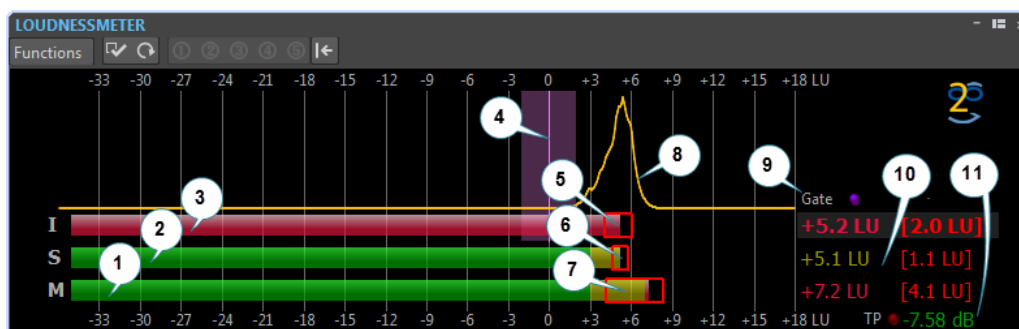 LOUDNESSMETER
Functions ① ② ③ ④ ⑤
-33 -30 -27 -24 -21 -18 -15 -12 -9 -6 -3 0 +3 +6 +9 +12 +15 +18 LU
4
8
9
10
11
5
3
Gate
I
+5.2 LU [2.0 LU]
2
6
S
+5.1 LU [1.1 LU]
1
7
M
+7.2 LU [4.1 LU]
-33 -30 -27 -24 -21 -18 -15 -12 -9 -6 -3 0 +3 +6 +9 +12 +15 +18 LU
TP -7.58 dB